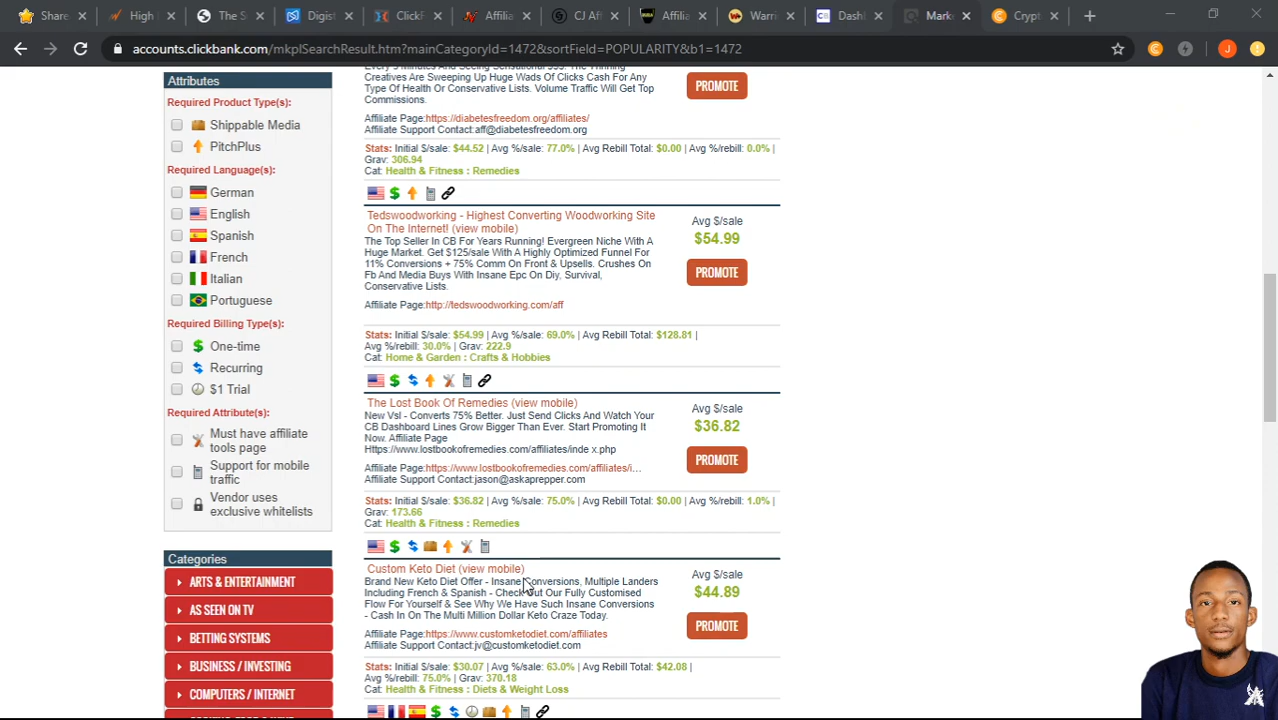 Share
High
The S
Digist
ClickF
Affilia
CJ Aff
Affilia
Warri
Dash
Mark
Crypt
accounts.clickbank.com/mkplSearchResult.htm?mainCategoryId=1472&sortField=POPULARITY&b1=1472
Attributes
Required Product Type(s):
Shippable Media
PitchPlus
Required Language(s):
German
English
Spanish
French
Italian
Portuguese
Required Billing Type(s):
One-time
Recurring
$1 Trial
Required Attribute(s):
Must have affiliate
tools page
Support for mobile
traffic
Vendor uses
exclusive whitelists
Categories
ARTS & ENTERTAINMENT
AS SEEN ON TV
BETTING SYSTEMS
BUSINESS / INVESTING
COMPUTERS / INTERNET
Creatives Are Sweeping Up Huge Wads Of Clicks Cash For Any
Type Of Health Or Conservative Lists. Volume Traffic Will Get Top
Commissions.
PROMOTE
Affiliate Page:https://diabetesfreedom.org/affiliates/
Affiliate Support Contact:aff@diabetesfreedom.org
Stats: Initial $/sale: $44.52 | Avg %/sale: 77.0% | Avg Rebill Total: $0.00 | Avg %/rebill: 0.0% |
Grav: 306.94
Cat: Health & Fitness : Remedies
Tedswoodworking - Highest Converting Woodworking Site
On The Internet! (view mobile)
The Top Seller In CB For Years Running! Evergreen Niche With A
Huge Market. Get $125/sale With A Highly Optimized Funnel For
11% Conversions + 75% Comm On Front & Upsells. Crushes On
Fb And Media Buys With Insane Epc On Diy, Survival,
Conservative Lists.
Avg $/sale
$54.99
PROMOTE
Affiliate Page:http://tedswoodworking.com/aff
Stats: Initial $/sale: $54.99 | Avg %/sale: 69.0% | Avg Rebill Total: $128.81 |
Avg %/rebill: 30.0% | Grav: 222.9
Cat: Home & Garden : Crafts & Hobbies
The Lost Book Of Remedies (view mobile)
New Vsl - Converts 75% Better. Just Send Clicks And Watch Your
CB Dashboard Lines Grow Bigger Than Ever. Start Promoting It
Now. Affiliate Page
Https://www.lostbookofremedies.com/affiliates/inde x.php
Avg $/sale
$36.82
PROMOTE
Affiliate Page:https://www.lostbookofremedies.com/affiliates/i...
Affiliate Support Contact:jason@askaprepper.com
Stats: Initial $/sale: $36.82 | Avg %/sale: 75.0% | Avg Rebill Total: $0.00 | Avg %/rebill: 1.0% |
Grav: 173.66
Cat: Health & Fitness : Remedies
Custom Keto Diet (view mobile)
Brand New Keto Diet Offer - Insane Conversions, Multiple Landers
Including French & Spanish - Check Out Our Fully Customised
Flow For Yourself & See Why We Have Such Insane Conversions
- Cash In On The Multi Million Dollar Keto Craze Today.
Avg $/sale
$44.89
PROMOTE
Affiliate Page:https://www.customketodiet.com/affiliates
Affiliate Support Contact:jv@customketodiet.com
Stats: Initial $/sale: $30.07 | Avg %/sale: 63.0% | Avg Rebill Total: $42.08 |
Avg %/rebill: 75.0% | Grav: 370.18
Cat: Health & Fitness : Diets & Weight Loss